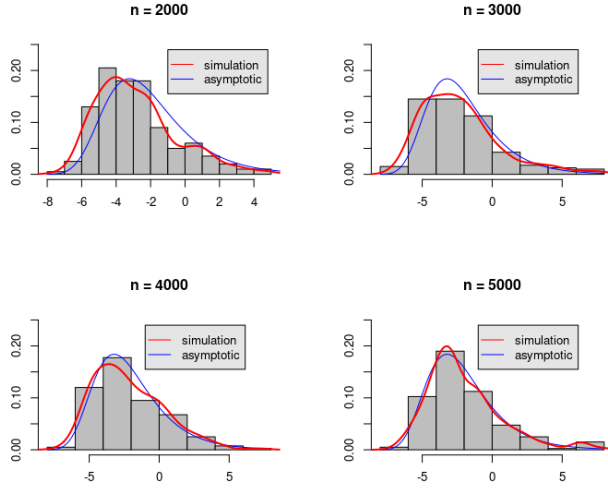 n = 2000
simulation
asymptotic
0.00 0.10 0.20
-8 -6 -4 -2 0 2 4
n = 3000
simulation
asymptotic
0.00 0.10 0.20
-5 0 5
n = 4000
simulation
asymptotic
0.00 0.10 0.20
-5 0 5
n = 5000
simulation
asymptotic
0.00 0.10 0.20
-5 0 5